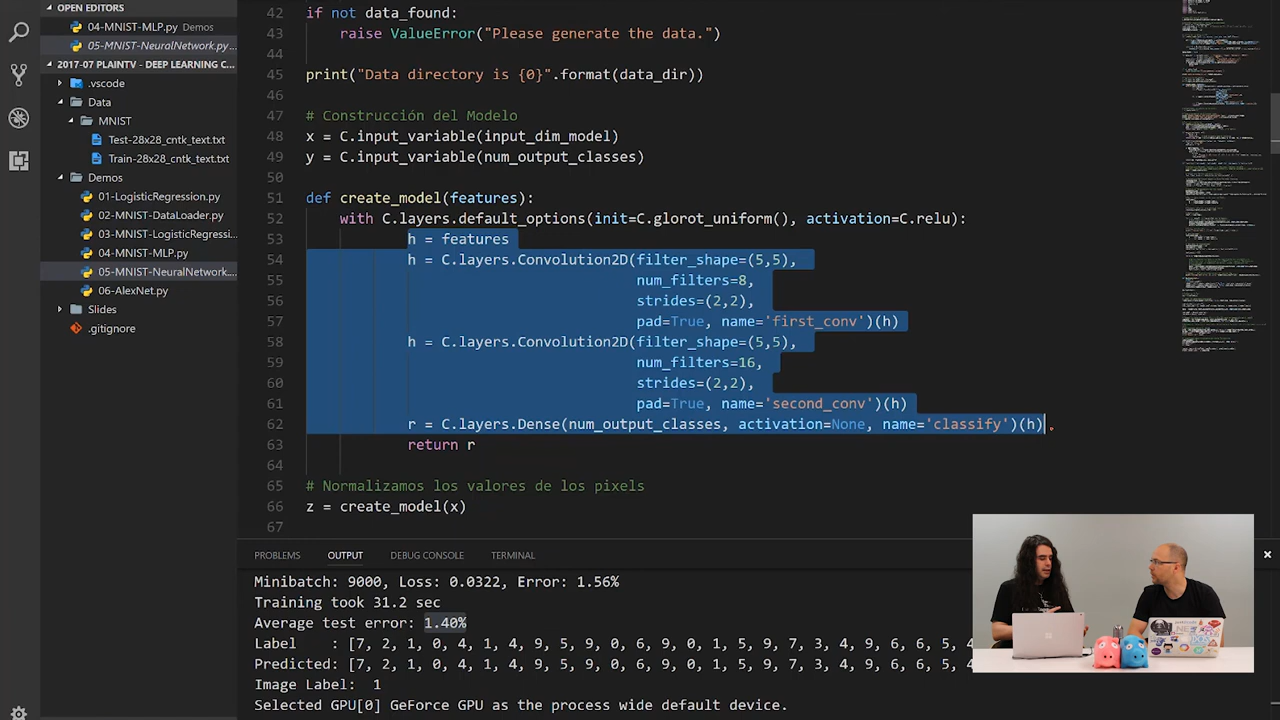 OPEN EDITORS
04-MNIST-MLP.py Demos
05-MNIST-NeuralNetwork.py...
2017-07 PLAINTV - DEEP LEARNING C...
.vscode
Data
MNIST
Test-28x28_cntk_text.txt
Train-28x28_cntk_text.txt
Demos
01-LogisticRegression.py
02-MNIST-DataLoader.py
03-MNIST-LogisticRegressi...
04-MNIST-MLP.py
05-MNIST-NeuralNetwork...
06-AlexNet.py
Slides
.gitignore
42 if not data_found:
43 raise ValueError("Please generate the data.")
44
45 print("Data directory is {0}".format(data_dir))
46
47 # Construcción del Modelo
48 x = C.input_variable(input_dim_model)
49 y = C.input_variable(num_output_classes)
50
51 def create_model(features):
52 with C.layers.default_options(init=C.glorot_uniform(), activation=C.relu):
53 h = features
54 h = C.layers.Convolution2D(filter_shape=(5,5),
55 num_filters=8,
56 strides=(2,2),
57 pad=True, name='first_conv')(h)
58 h = C.layers.Convolution2D(filter_shape=(5,5),
59 num_filters=16,
60 strides=(2,2),
61 pad=True, name='second_conv')(h)
62 r = C.layers.Dense(num_output_classes, activation=None, name='classify')(h)
63 return r
64
65 # Normalizamos los valores de los pixels
66 z = create_model(x)
67
PROBLEMS OUTPUT DEBUG CONSOLE TERMINAL
Minibatch: 9000, Loss: 0.0322, Error: 1.56%
Training took 31.2 sec
Average test error: 1.40%
Label : [7, 2, 1, 0, 4, 1, 4, 9, 5, 9, 0, 6, 9, 0, 1, 5, 9, 7, 3, 4, 9, 6, 6, 5, 4
Predicted: [7, 2, 1, 0, 4, 1, 4, 9, 5, 9, 0, 6, 9, 0, 1, 5, 9, 7, 3, 4, 9, 6, 6, 5, 4
Image Label: 1
Selected GPU[0] GeForce GPU as the process wide default device.